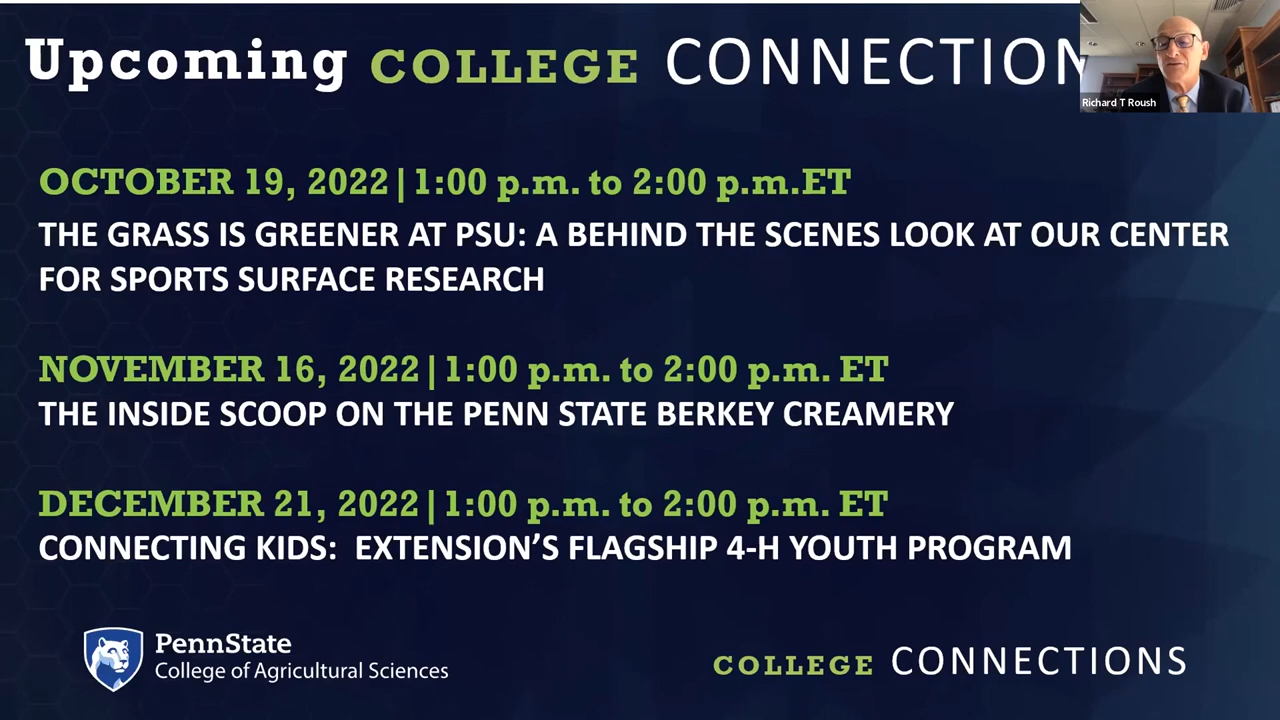 Upcoming COLLEGE CONNECTION
Richard T Roush
OCTOBER 19, 2022 | 1:00 p.m. to 2:00 p.m.ET
THE GRASS IS GREENER AT PSU: A BEHIND THE SCENES LOOK AT OUR CENTER
FOR SPORTS SURFACE RESEARCH
NOVEMBER 16, 2022 | 1:00 p.m. to 2:00 p.m. ET
THE INSIDE SCOOP ON THE PENN STATE BERKEY CREAMERY
DECEMBER 21, 2022 | 1:00 p.m. to 2:00 p.m. ET
CONNECTING KIDS:  EXTENSION’S FLAGSHIP 4-H YOUTH PROGRAM
PennState
College of Agricultural Sciences
COLLEGE CONNECTIONS